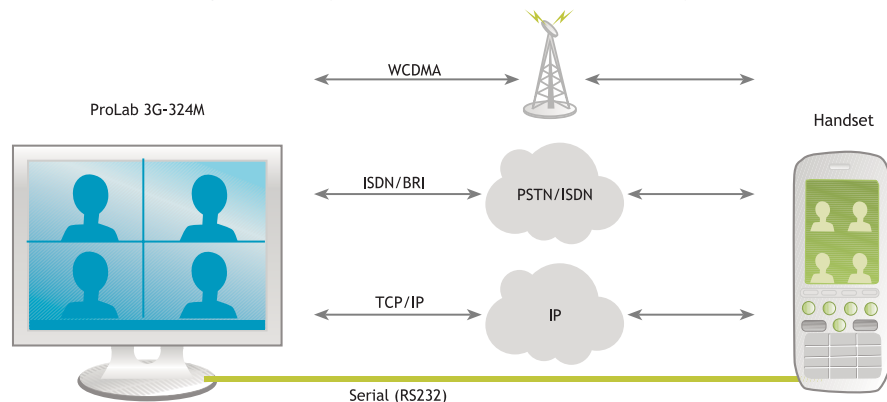 WCDMA
ProLab 3G-324M
Handset
ISDN/BRI
PSTN/ISDN
TCP/IP
IP
Serial (RS232)